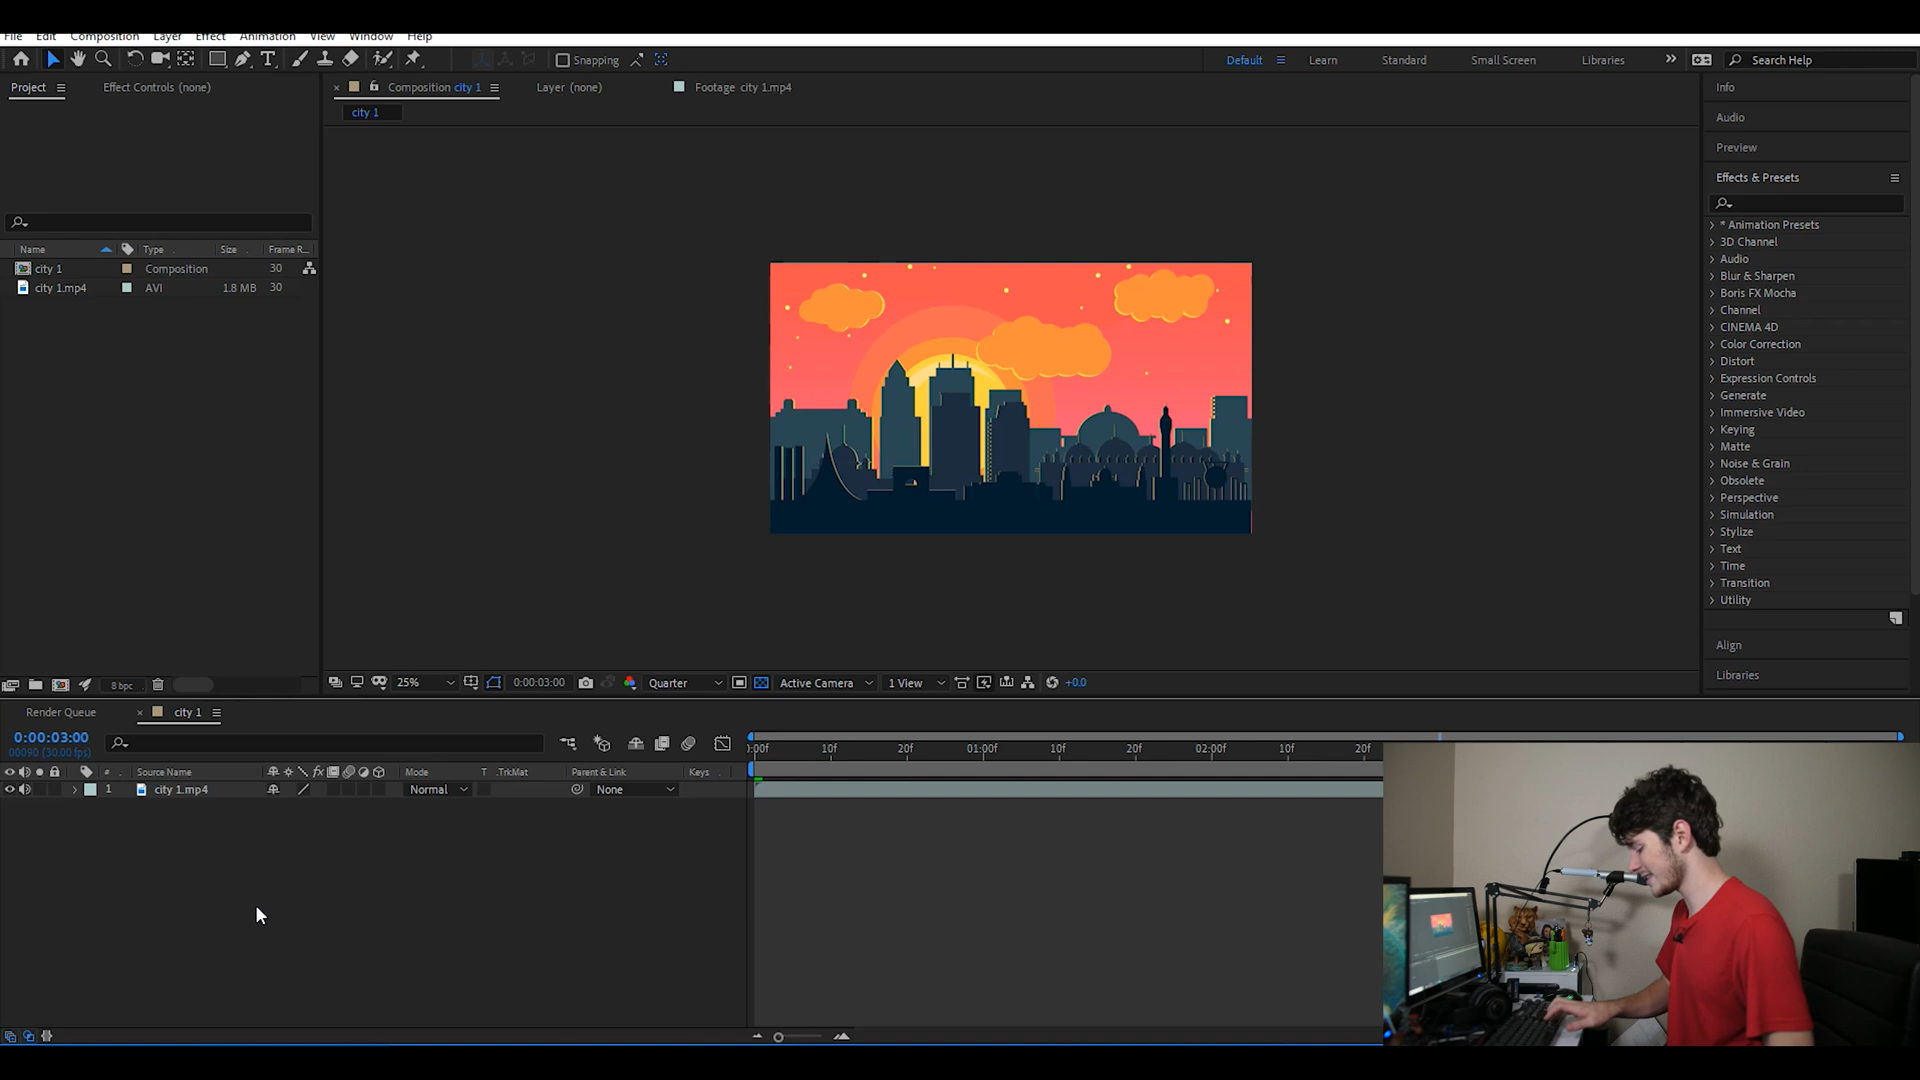 File Edit Composition Layer Effect Animation View Window Help
Snapping
Default Learn Standard Small Screen Libraries Search Help
Project Effect Controls (none)
Composition city 1 Layer (none) Footage city 1.mp4
city 1
Name Type Size Frame R...
city 1 Composition 30
city 1.mp4 AVI 1.8 MB 30
Info
Audio
Preview
Effects & Presets
* Animation Presets
3D Channel
Audio
Blur & Sharpen
Boris FX Mocha
Channel
CINEMA 4D
Color Correction
Distort
Expression Controls
Generate
Immersive Video
Keying
Matte
Noise & Grain
Obsolete
Perspective
Simulation
Stylize
Text
Time
Transition
Utility
Align
Libraries
8 bpc
25% 0:00:03:00 Quarter Active Camera 1 View +0.0
Render Queue city 1
0:00:03:00
00090 (30.00 fps)
:00f 10f 20f 01:00f 10f 20f 02:00f 10f 20f
# Source Name fx Mode T .TrkMat Parent & Link Keys
1 city 1.mp4 Normal None